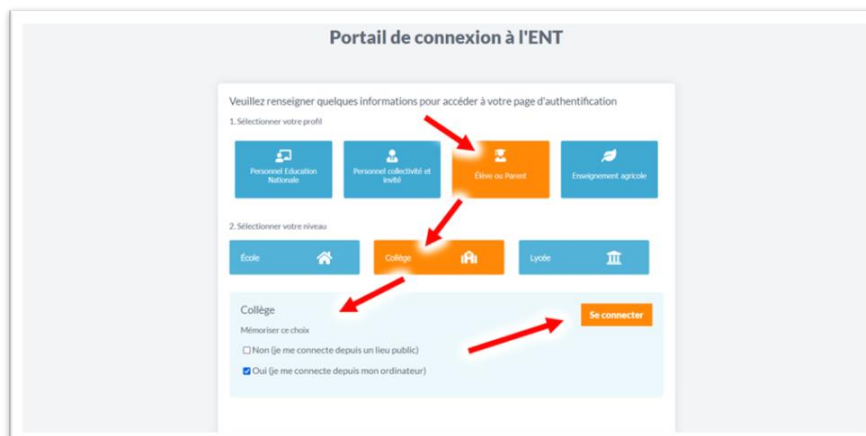 Portail de connexion à l'ENT
Veuillez renseigner quelques informations pour accéder à votre page d'authentification
1. Sélectionner votre profil
Personnel Education
Nationale
Personnel collectivité et
invité
Élève ou Parent
Enseignement agricole
2. Sélectionner votre niveau
École
Collège
Lycée
Collège
Se connecter
Mémoriser ce choix
Non (je me connecte depuis un lieu public)
Oui (je me connecte depuis mon ordinateur)